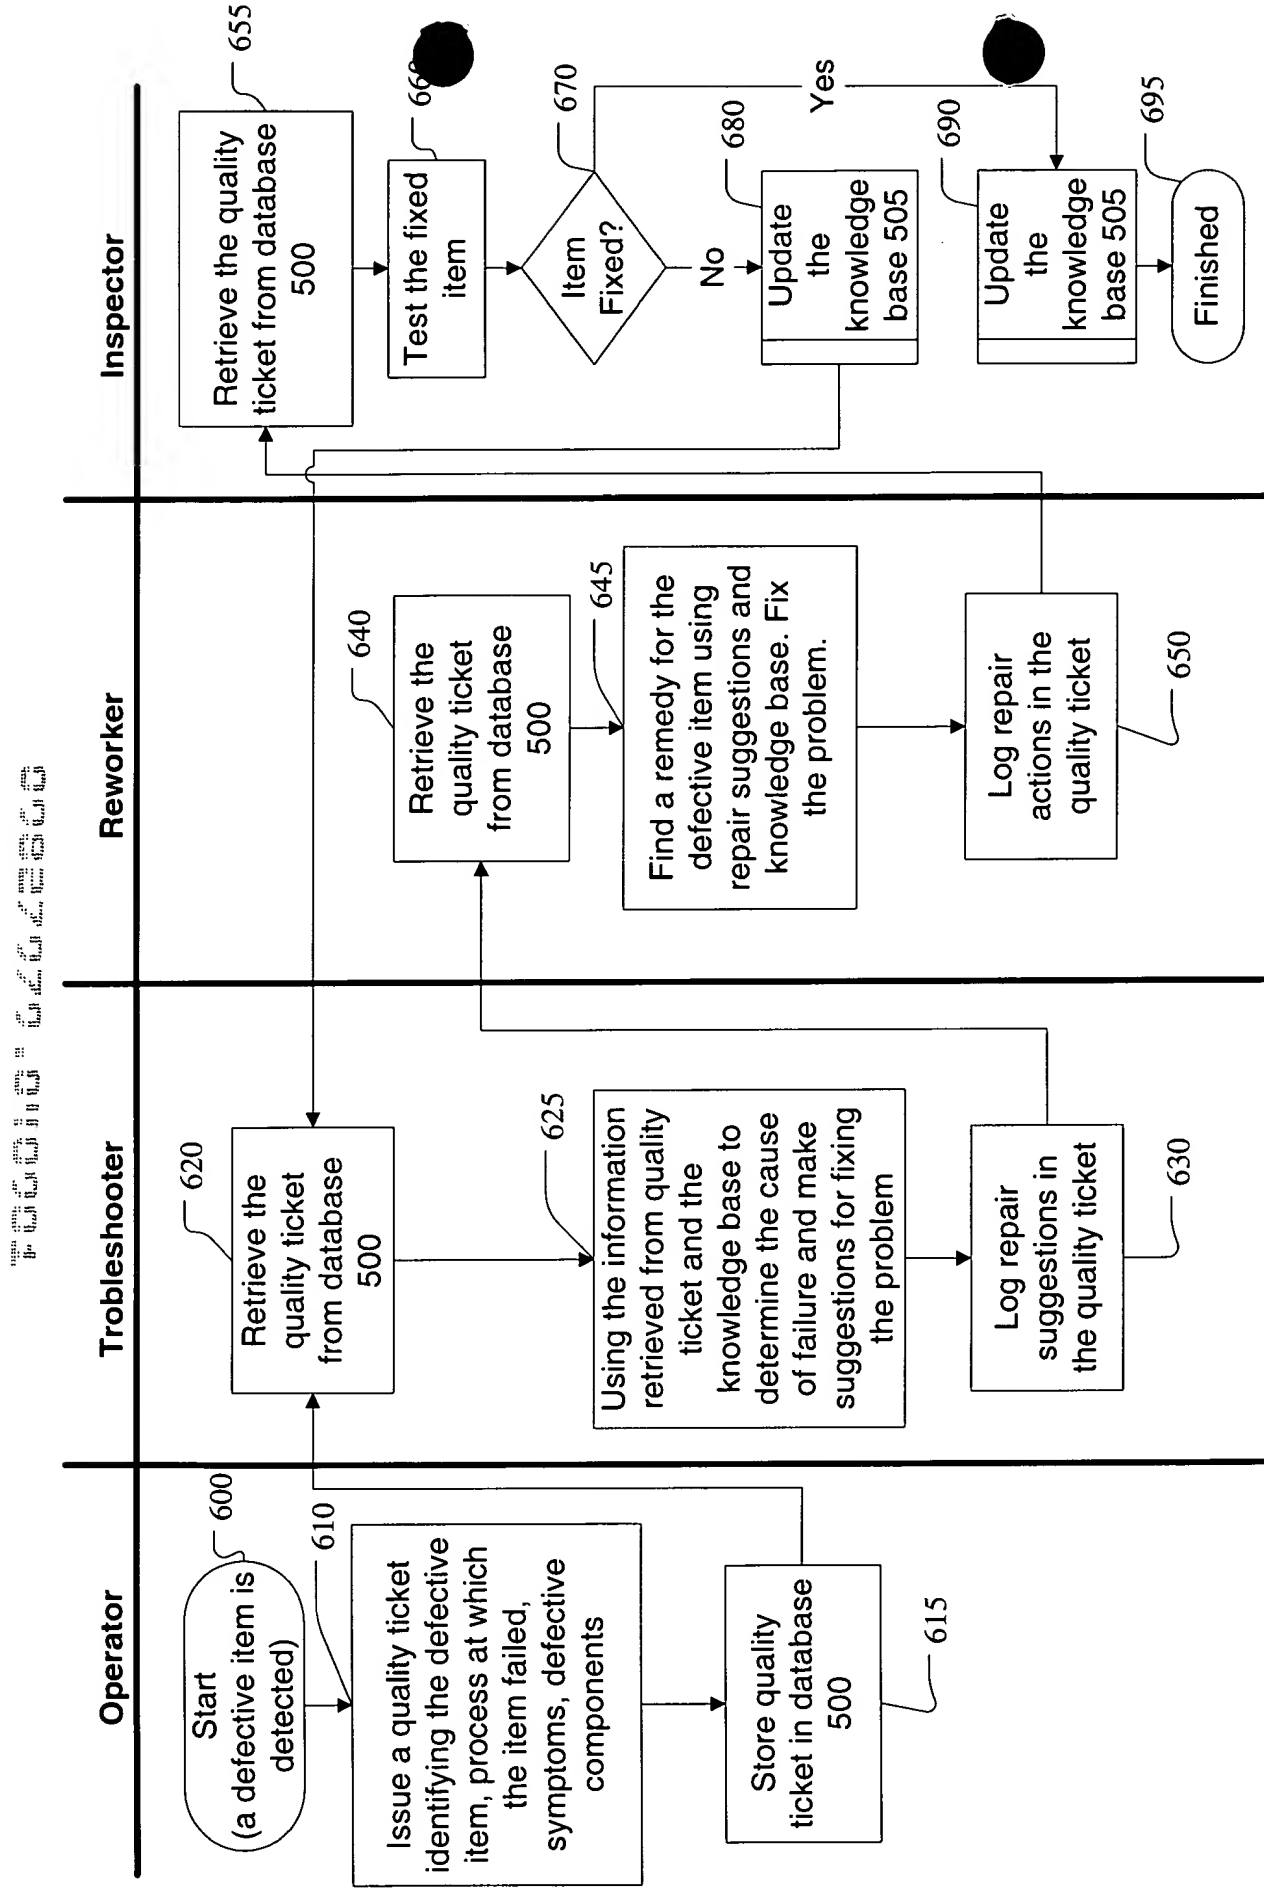 Operator
Trobleshooter
Reworker
Inspector
600
Start
(a defective item is
detected)
610
Issue a quality ticket
identifying the defective
item, process at which
the item failed,
symptoms, defective
components
Store quality
ticket in database
500
615
620
Retrieve the
quality ticket
from database
500
625
Using the information
retrieved from quality
ticket and the
knowledge base to
determine the cause
of failure and make
suggestions for fixing
the problem
Log repair
suggestions in
the quality ticket
630
640
Retrieve the
quality ticket
from database
500
645
Find a remedy for the
defective item using
repair suggestions and
knowledge base. Fix
the problem.
Log repair
actions in the
quality ticket
650
655
Retrieve the quality
ticket from database
500
Test the fixed
item
670
Item
Fixed?
No
Yes
680
Update
the
knowledge
base 505
690
Update
the
knowledge
base 505
695
Finished